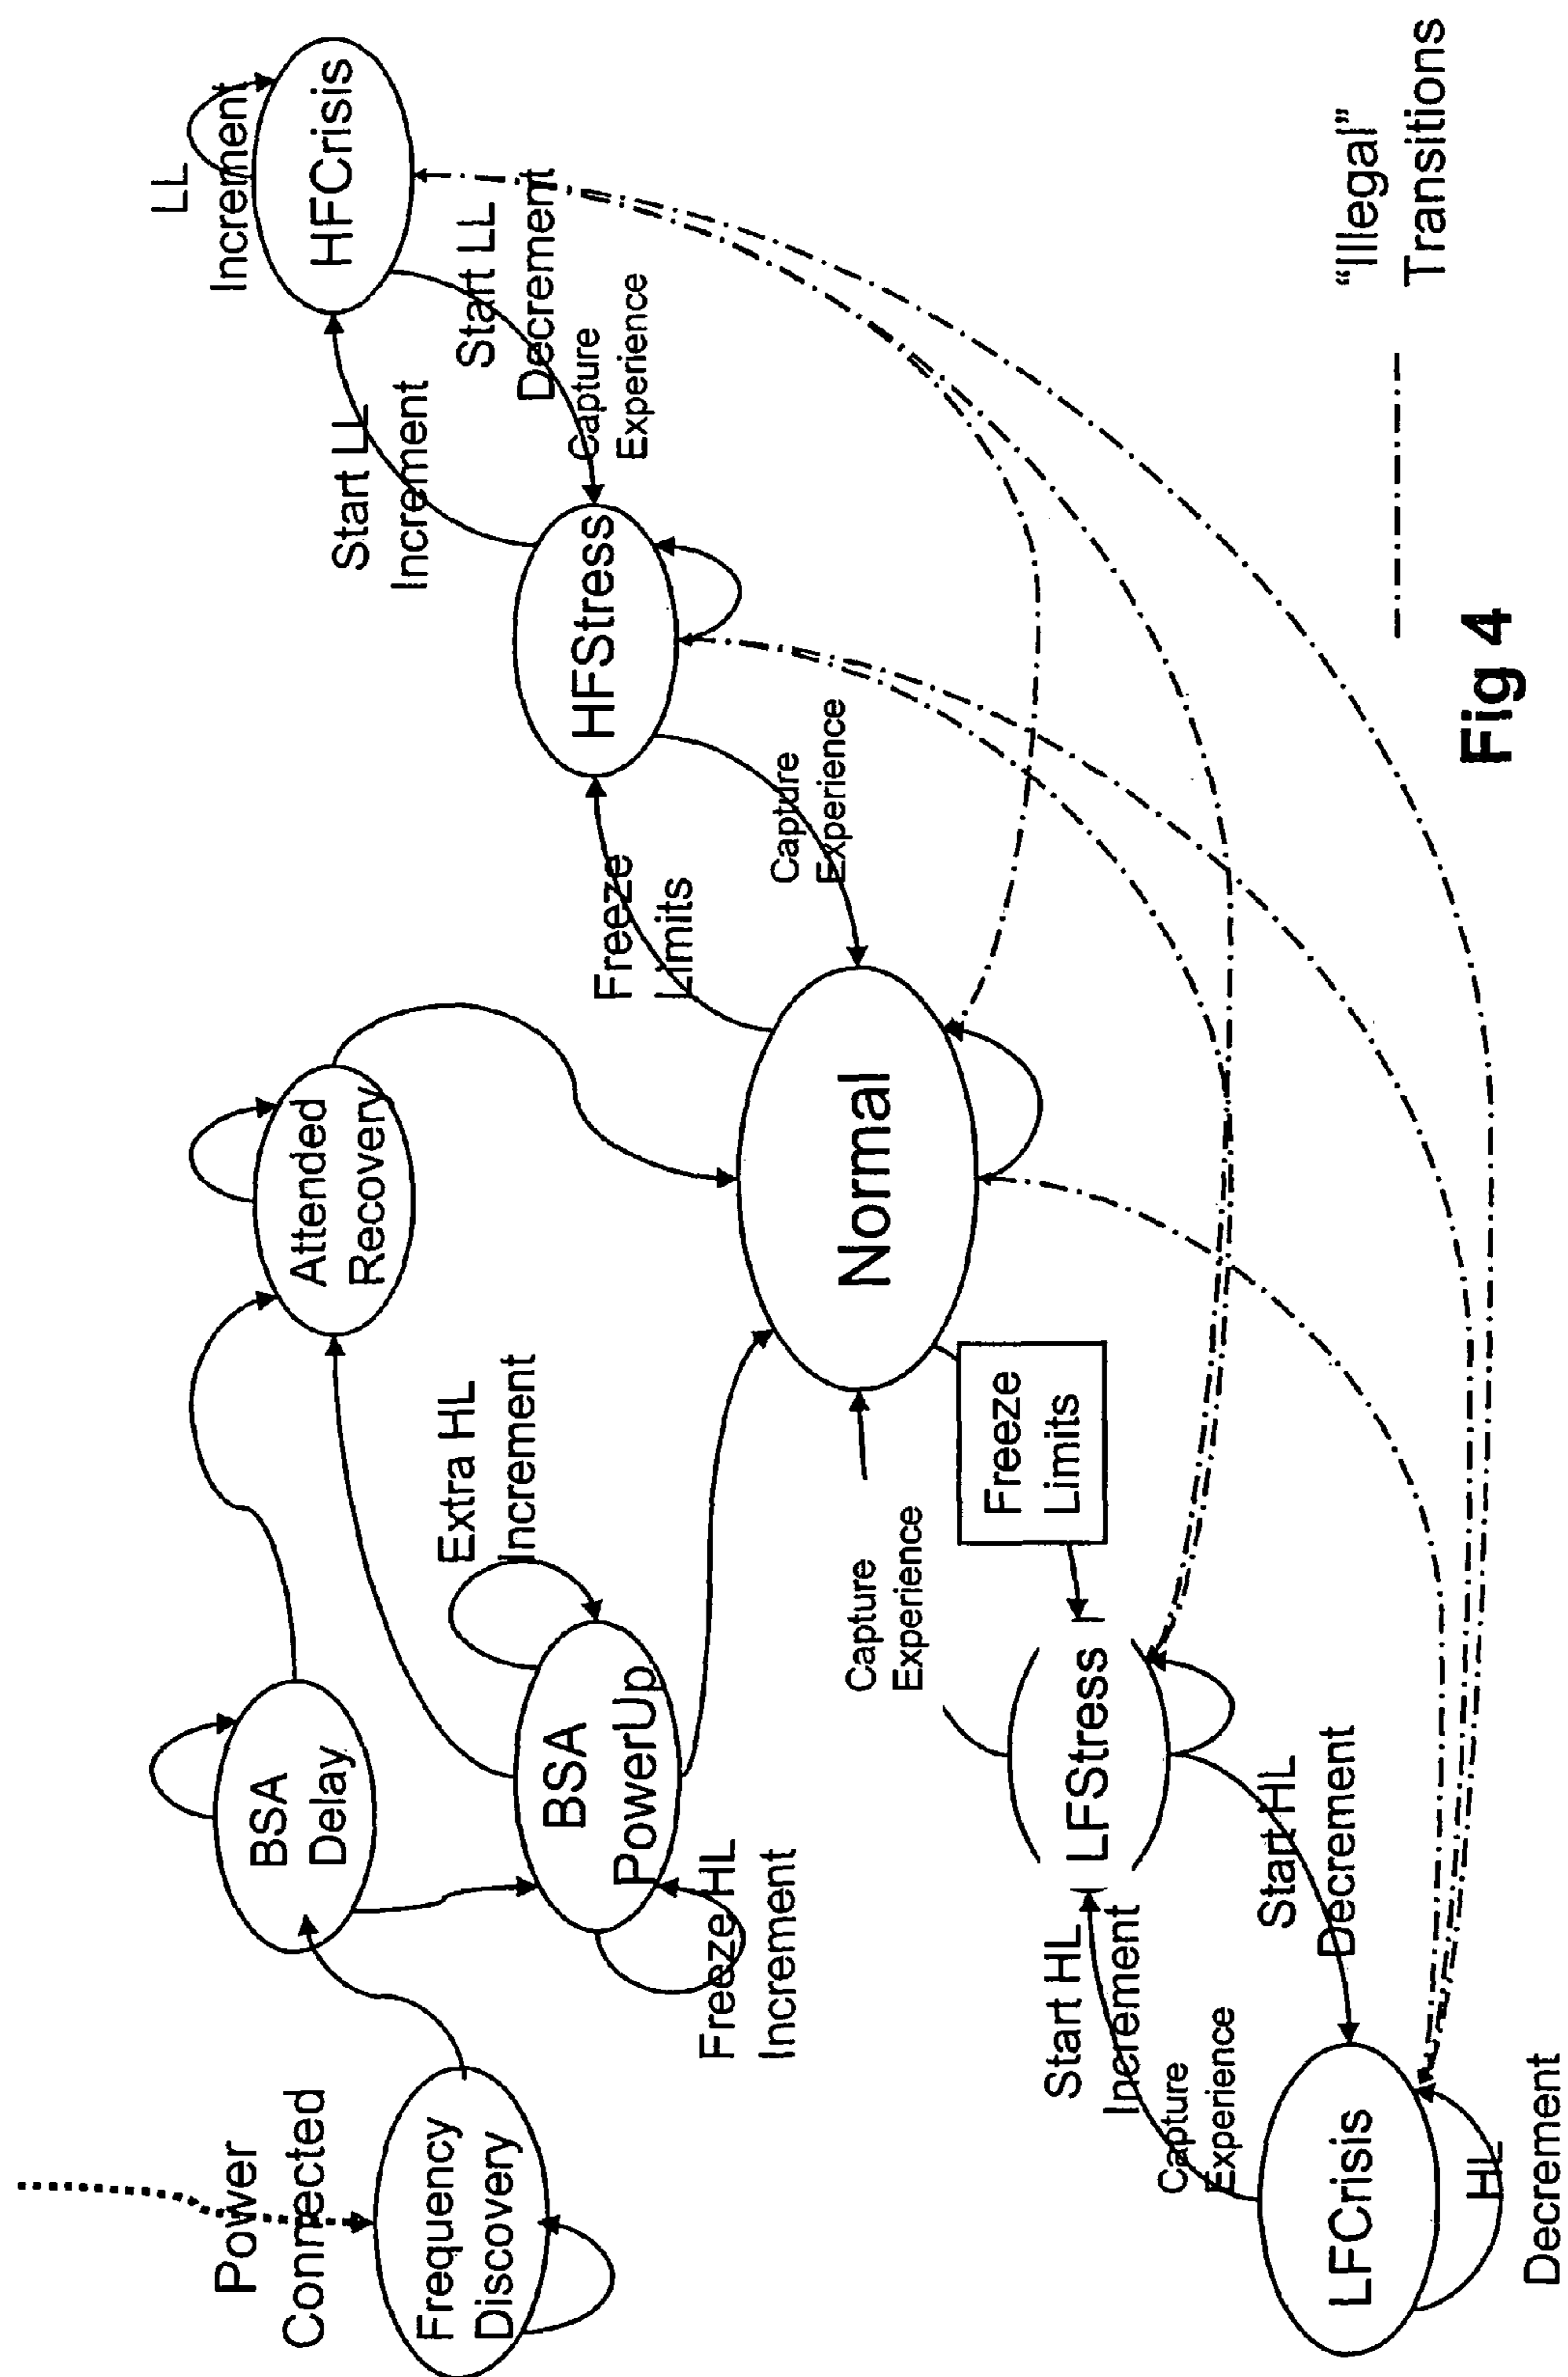 Power
Connected
Frequency
Discovery
BSA
Delay
BSA
PowerUp
Freeze HL
Increment
Extra HL
Increment
Attended
Recovery
Normal
Freeze
Limits
Capture
Experience
HFStress
Start LL
Increment
Start LL
Decrement
Capture
Experience
HFCrisis
LL
Increment
Capture
Experience
Freeze
Limits
LFStress
Start HL
Increment
Capture
Experience
Start HL
Decrement
LFCrisis
HL
Decrement
"Illegal"
Transitions
Fig 4